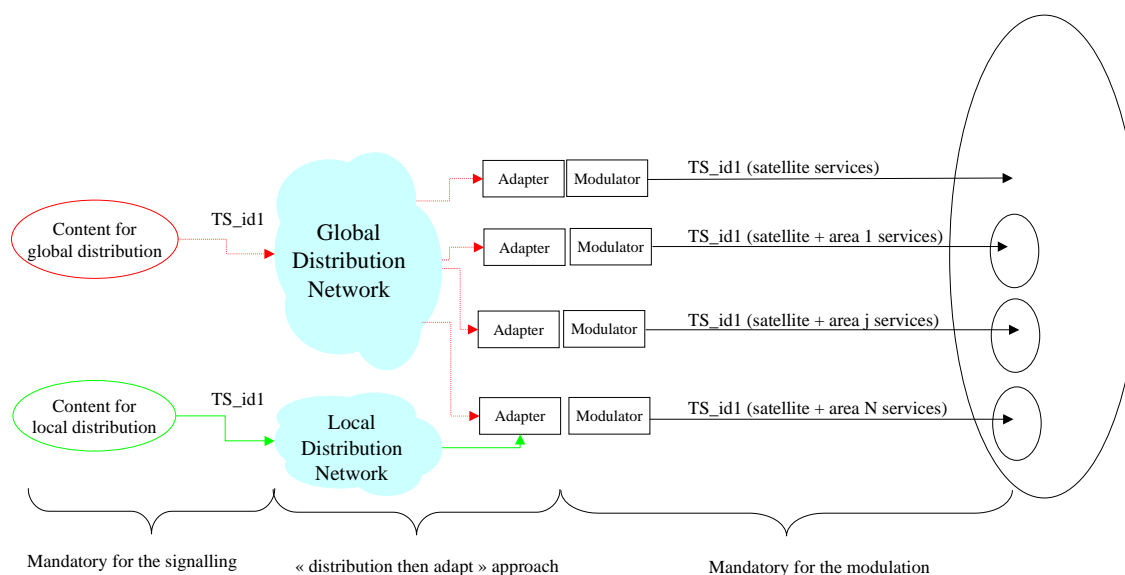 TS_id1 (satellite services)
Adapter
Modulator
TS_id1
Content for
global distribution
Global
Distribution
Network
TS_id1 (satellite + area 1 services)
Adapter
Modulator
TS_id1 (satellite + area j services)
Adapter
Modulator
TS_id1
Content for
local distribution
Local
Distribution
Network
TS_id1 (satellite + area N services)
Adapter
Modulator
Mandatory for the signalling
« distribution then adapt » approach
Mandatory for the modulation